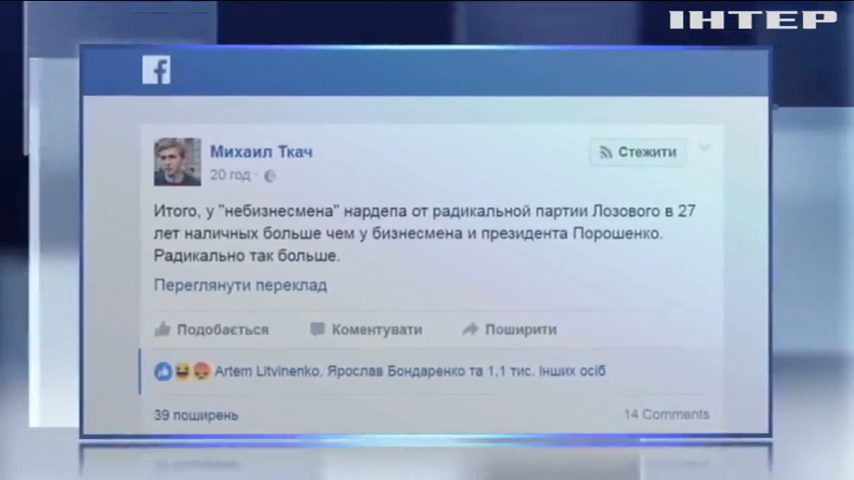 ІНТЕР
f
Михаил Ткач
20 год ·
Стежити
Итого, у "небизнесмена" нардепа от радикальной партии Лозового в 27
лет наличных больше чем у бизнесмена и президента Порошенко.
Радикально так больше.
Переглянути переклад
Подобається Коментувати Поширити
Artem Litvinenko, Ярослав Бондаренко та 1,1 тис. інших осіб
39 поширень 14 Comments